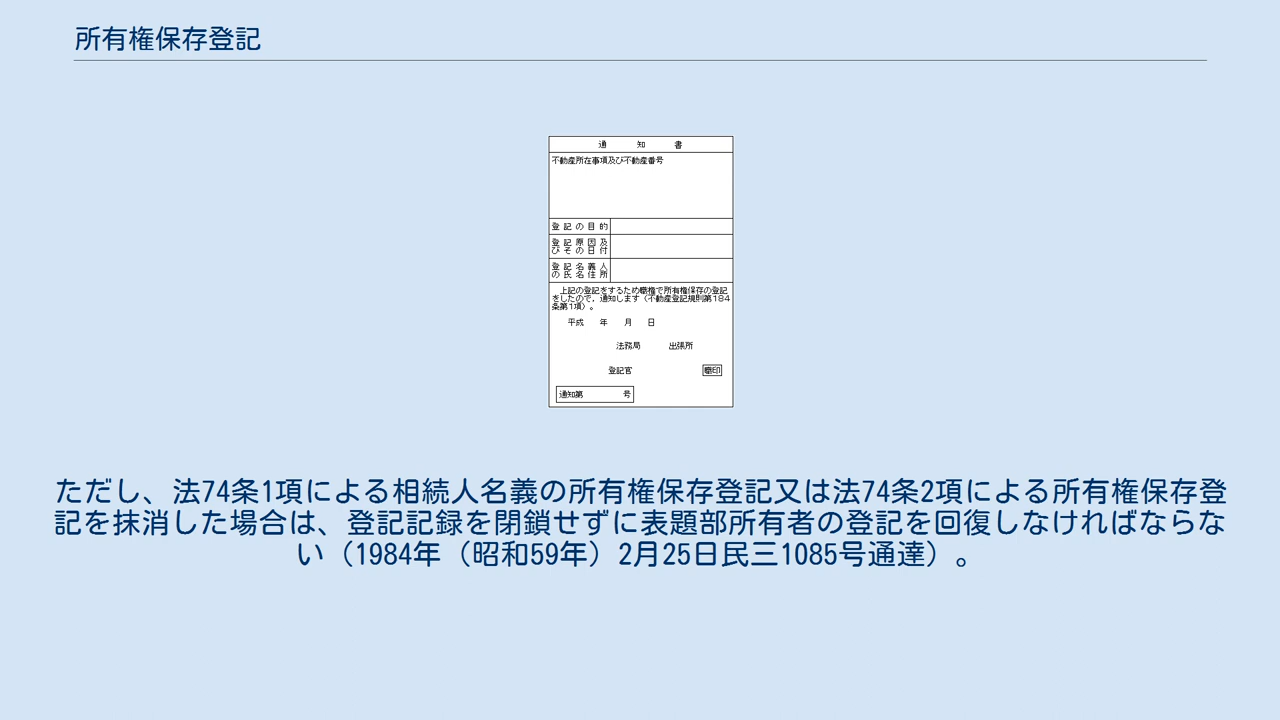 所有権保存登記
通知書
不動産所在事項及び不動産番号
登記の目的
登記原因及
びその日付
登記名義人
の氏名住所
上記の登記をするため職権で所有権保存の登記
をしたので，通知します（不動産登記規則第184
条第1項）。
平成 年 月 日
法務局 出張所
登記官 職印
通知第 号
ただし、法74条1項による相続人名義の所有権保存登記又は法74条2項による所有権保存登
記を抹消した場合は、登記記録を閉鎖せずに表題部所有者の登記を回復しなければならな
い（1984年（昭和59年）2月25日民三1085号通達）。